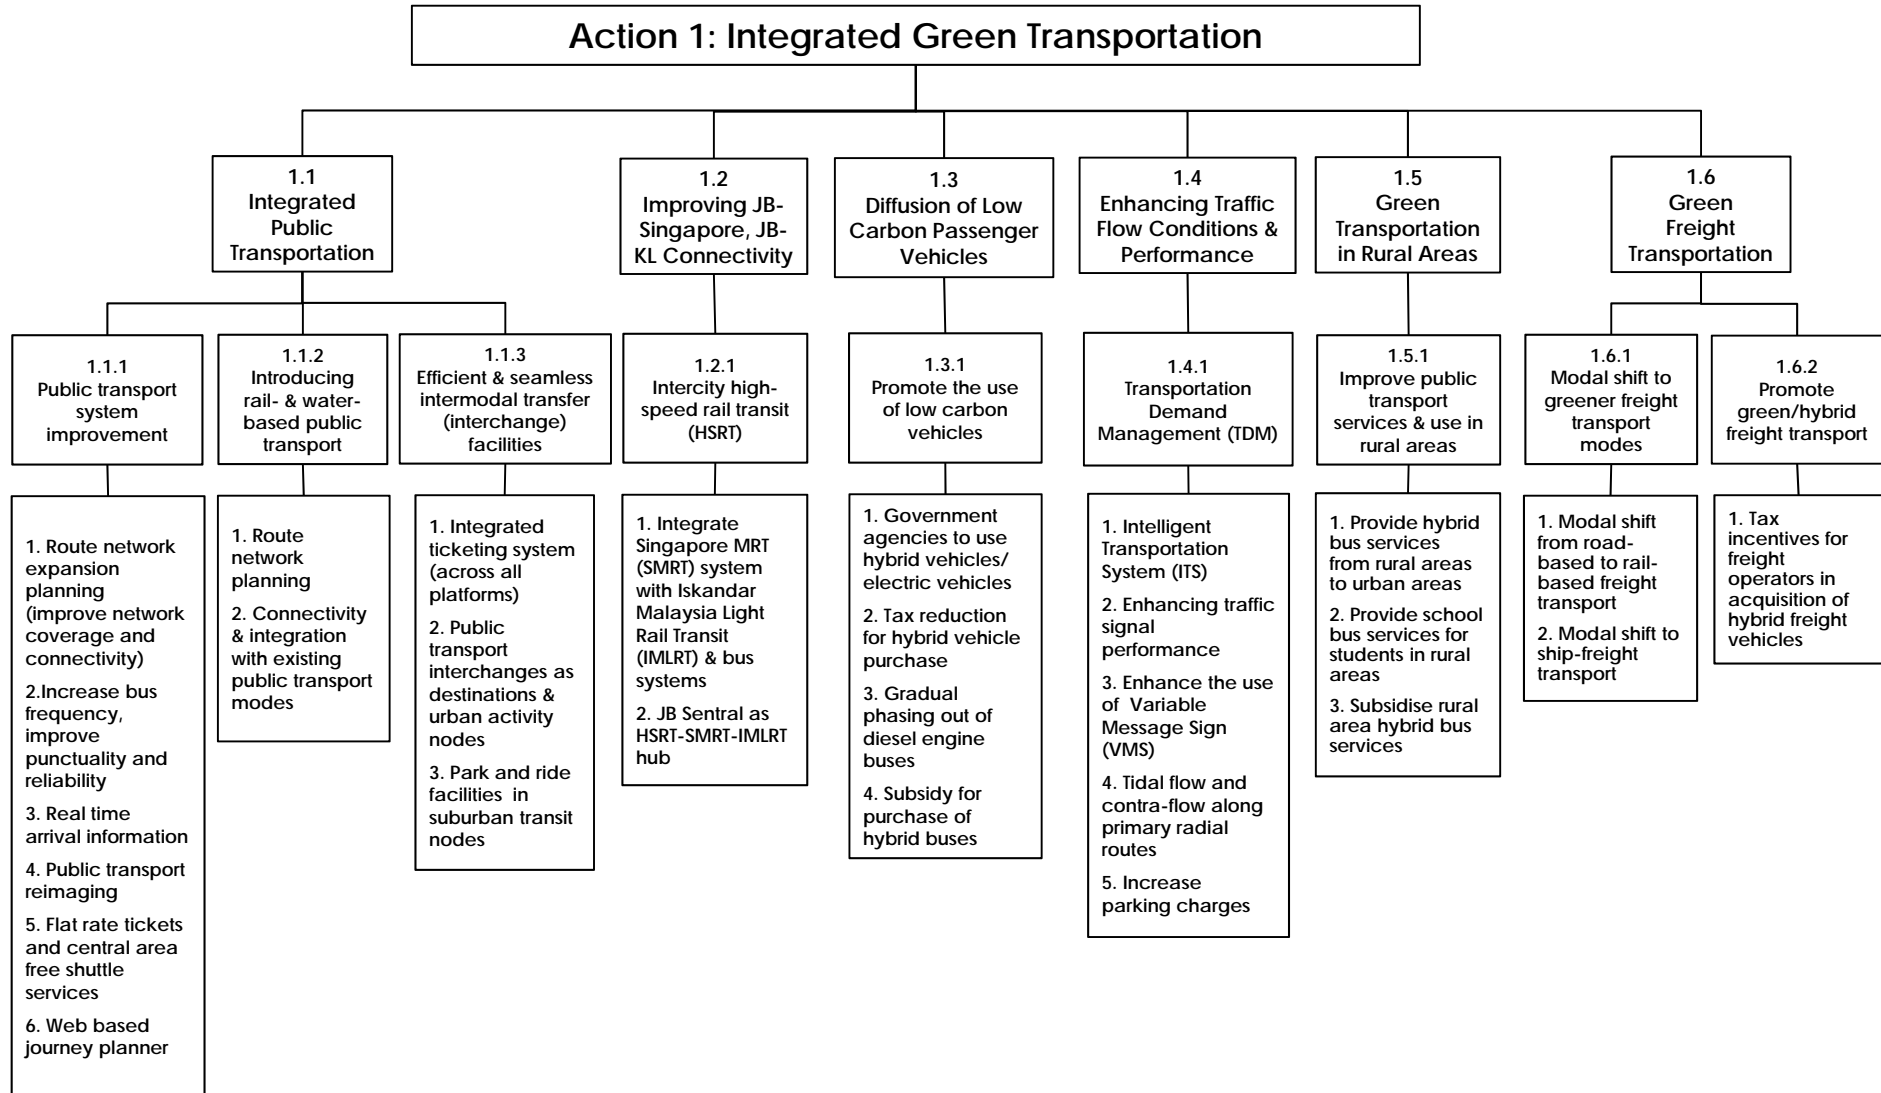 Action 1: Integrated Green Transportation
1.1
Integrated
Public
Transportation
1.2
Improving JB-
Singapore, JB-
KL Connectivity
1.3
Diffusion of Low
Carbon Passenger
Vehicles
1.4
Enhancing Traffic
Flow Conditions &
Performance
1.5
Green
Transportation
in Rural Areas
1.6
Green
Freight
Transportation
1.1.1
Public transport
system
improvement
1.1.2
Introducing
rail- & water-
based public
transport
1.1.3
Efficient & seamless
intermodal transfer
(interchange)
facilities
1.2.1
Intercity high-
speed rail transit
(HSRT)
1.3.1
Promote the use
of low carbon
vehicles
1.4.1
Transportation
Demand
Management (TDM)
1.5.1
Improve public
transport
services & use in
rural areas
1.6.1
Modal shift to
greener freight
transport
modes
1.6.2
Promote
green/hybrid
freight transport
1. Route network
expansion
planning
(improve network
coverage and
connectivity)
2.Increase bus
frequency,
improve
punctuality and
reliability
3. Real time
arrival information
4. Public transport
reimaging
5. Flat rate tickets
and central area
free shuttle
services
6. Web based
journey planner
1. Route
network
planning
2. Connectivity
& integration
with existing
public transport
modes
1. Integrated
ticketing system
(across all
platforms)
2. Public
transport
interchanges as
destinations &
urban activity
nodes
3. Park and ride
facilities in
suburban transit
nodes
1. Integrate
Singapore MRT
(SMRT) system
with Iskandar
Malaysia Light
Rail Transit
(IMLRT) & bus
systems
2. JB Sentral as
HSRT-SMRT-IMLRT
hub
1. Government
agencies to use
hybrid vehicles/
electric vehicles
2. Tax reduction
for hybrid vehicle
purchase
3. Gradual
phasing out of
diesel engine
buses
4. Subsidy for
purchase of
hybrid buses
1. Intelligent
Transportation
System (ITS)
2. Enhancing traffic
signal
performance
3. Enhance the use
of Variable
Message Sign
(VMS)
4. Tidal flow and
contra-flow along
primary radial
routes
5. Increase
parking charges
1. Provide hybrid
bus services
from rural areas
to urban areas
2. Provide school
bus services for
students in rural
areas
3. Subsidise rural
area hybrid bus
services
1. Modal shift
from road-
based to rail-
based freight
transport
2. Modal shift to
ship-freight
transport
1. Tax
incentives for
freight
operators in
acquisition of
hybrid freight
vehicles